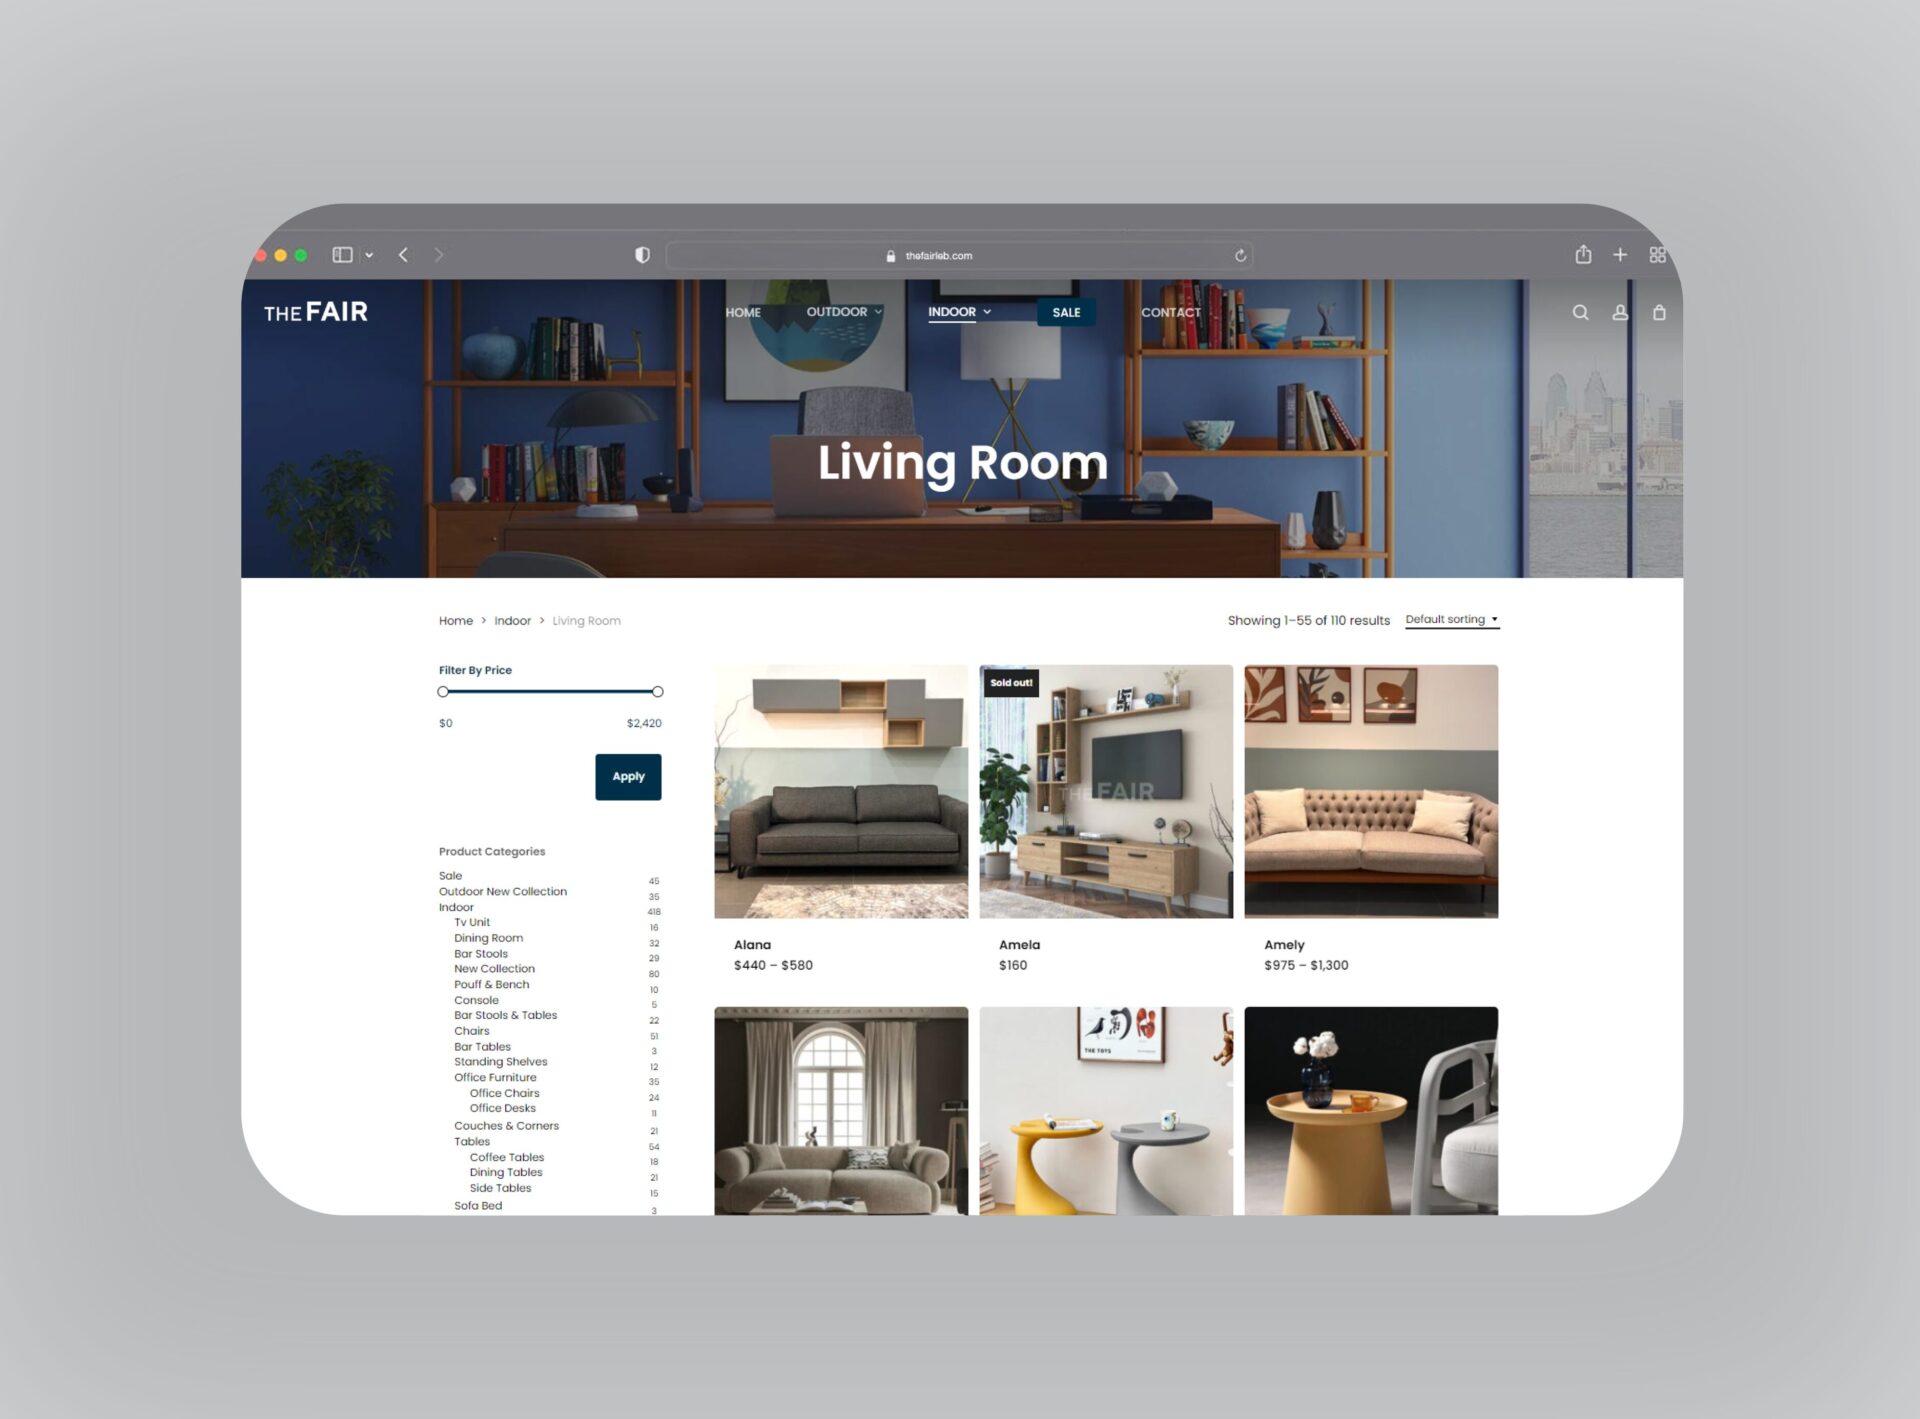 thefairleb.com
THE FAIR
HOME OUTDOOR INDOOR SALE CONTACT
Living Room
Home > Indoor > Living Room
Showing 1–55 of 110 results Default sorting
Filter By Price
$0 $2,420
Apply
Product Categories
Sale 45
Outdoor New Collection 35
Indoor 418
Tv Unit 16
Dining Room 32
Bar Stools 29
New Collection 80
Pouff & Bench 10
Console 5
Bar Stools & Tables 22
Chairs 51
Bar Tables 3
Standing Shelves 12
Office Furniture 35
Office Chairs 24
Office Desks 11
Couches & Corners 21
Tables 54
Coffee Tables 18
Dining Tables 21
Side Tables 15
Sofa Bed 3
Sold out!
THE FAIR
Alana
$440 – $580
Amela
$160
Amely
$975 – $1,300
THE TOYS